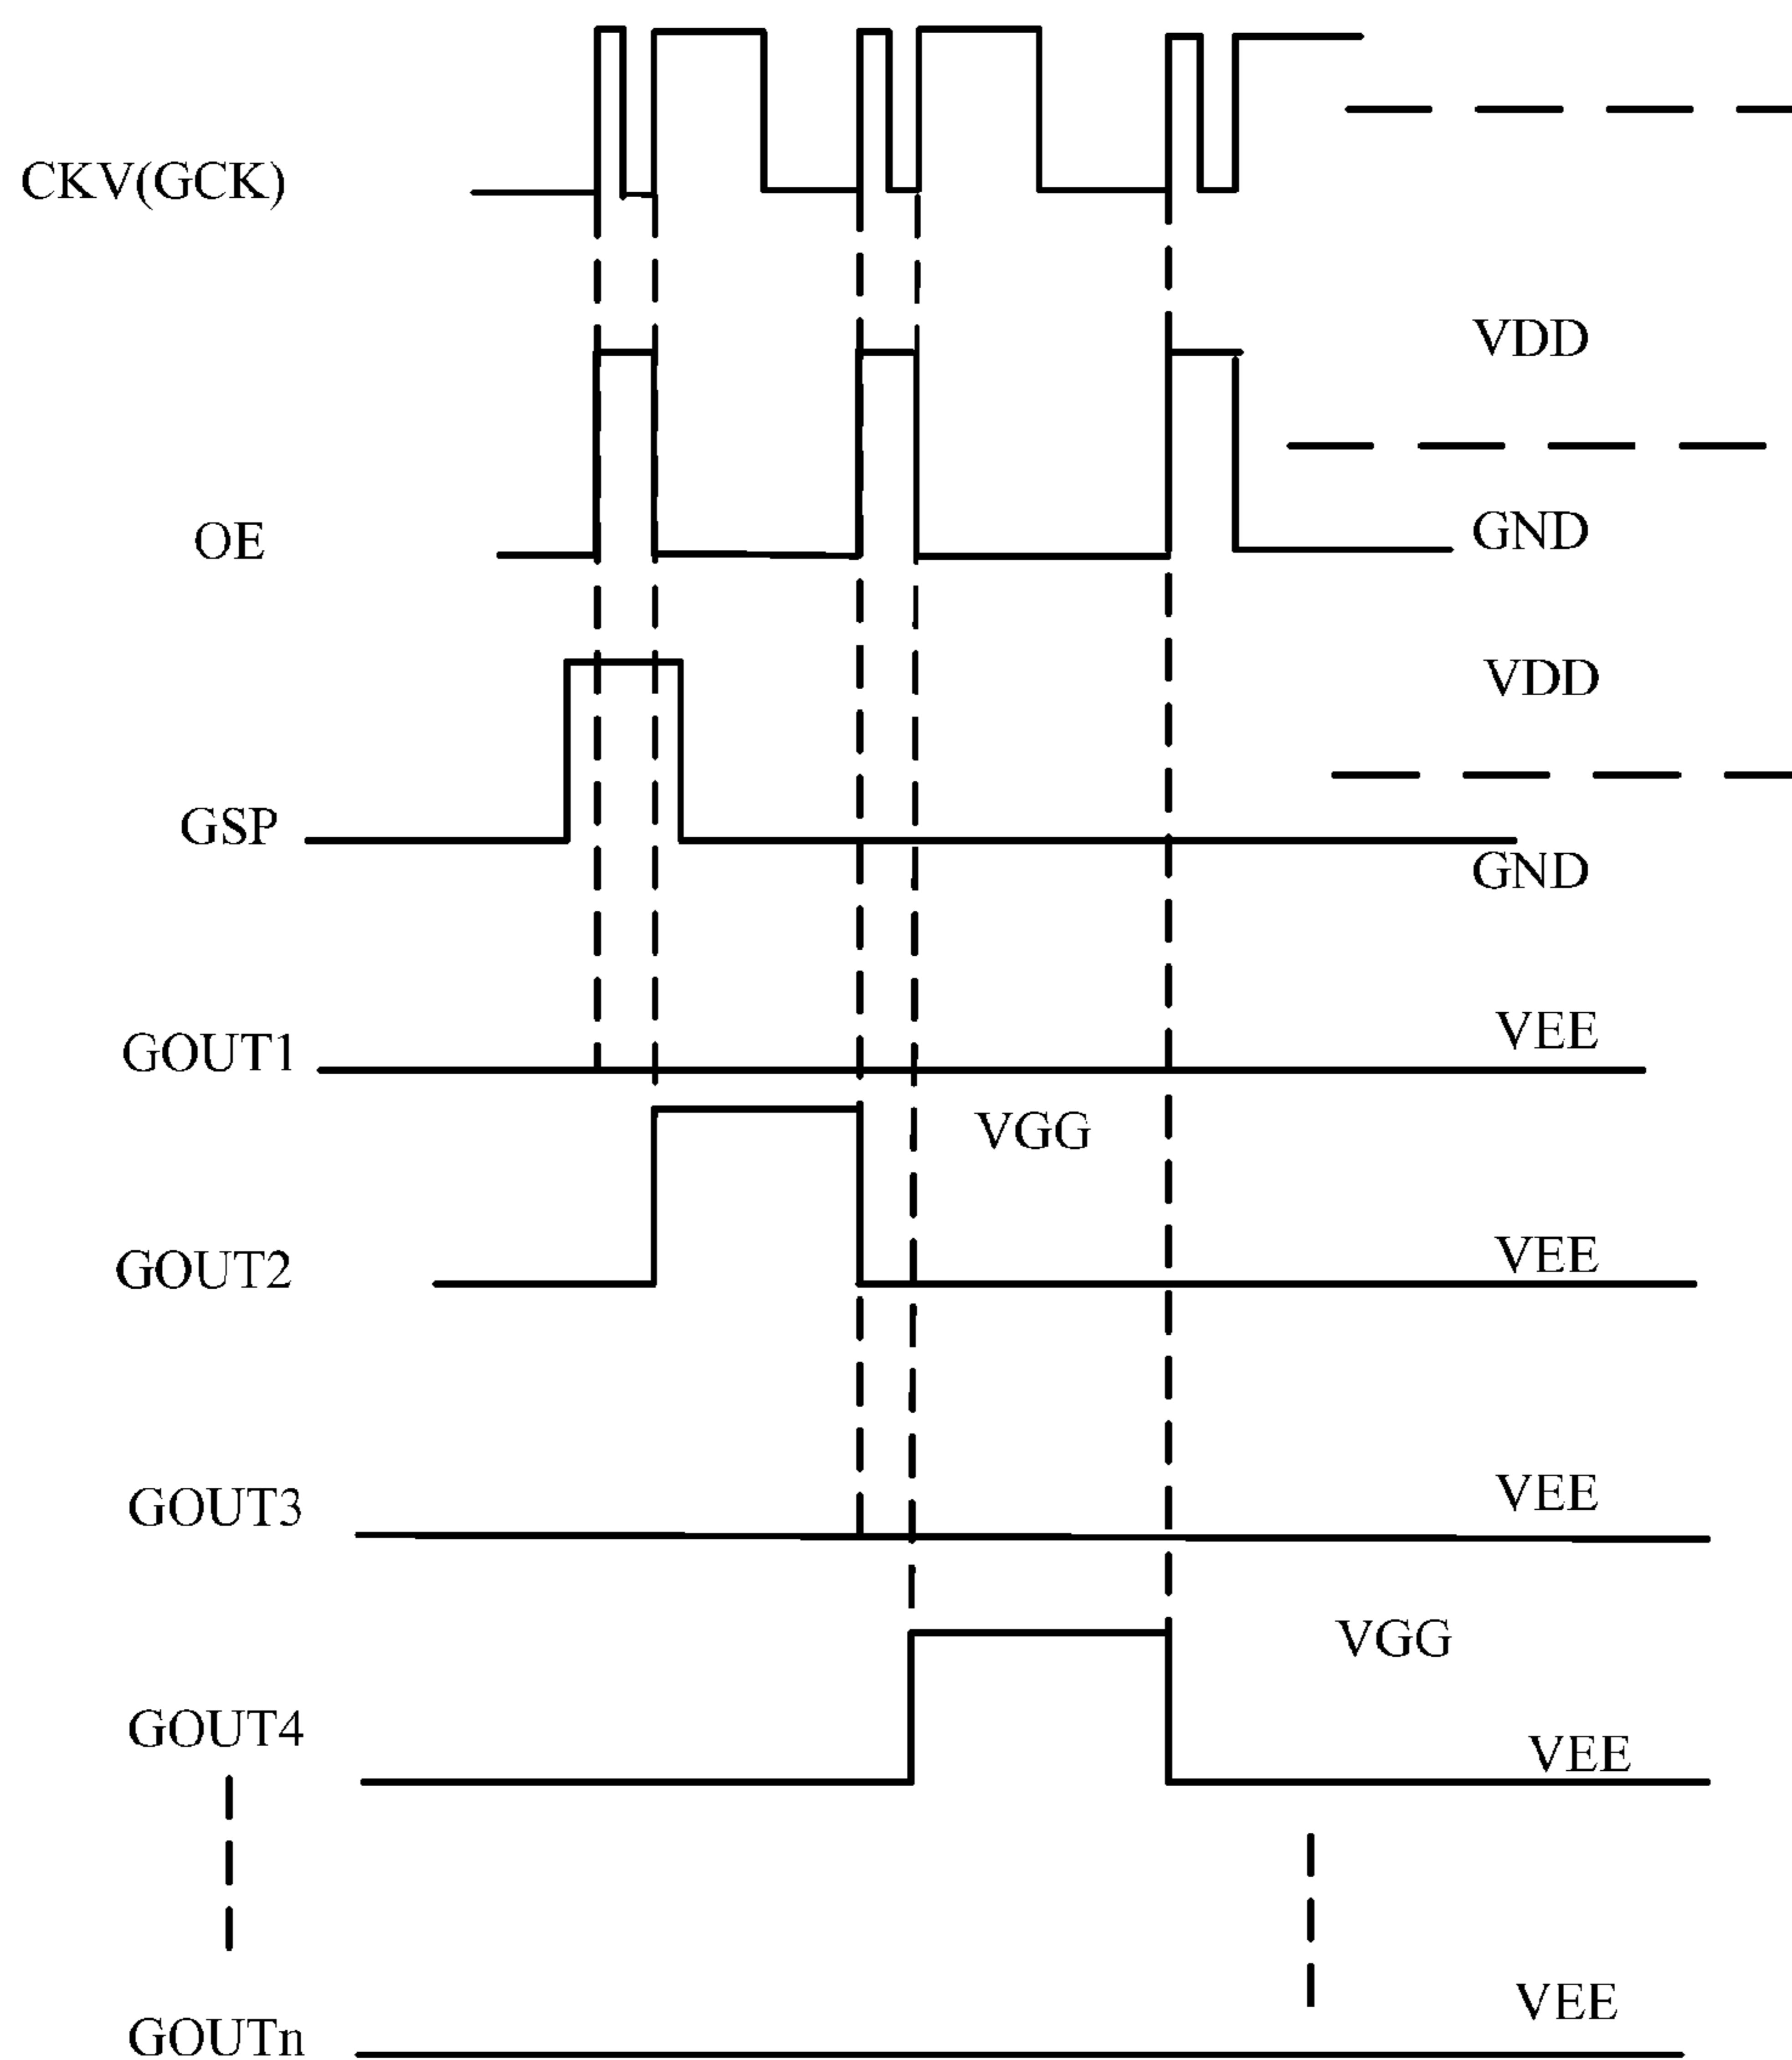 CKV(GCK)
VDD
OE
GND
VDD
GSP
GND
GOUT1
VEE
VGG
GOUT2
VEE
GOUT3
VEE
VGG
GOUT4
VEE
VEE
GOUTn